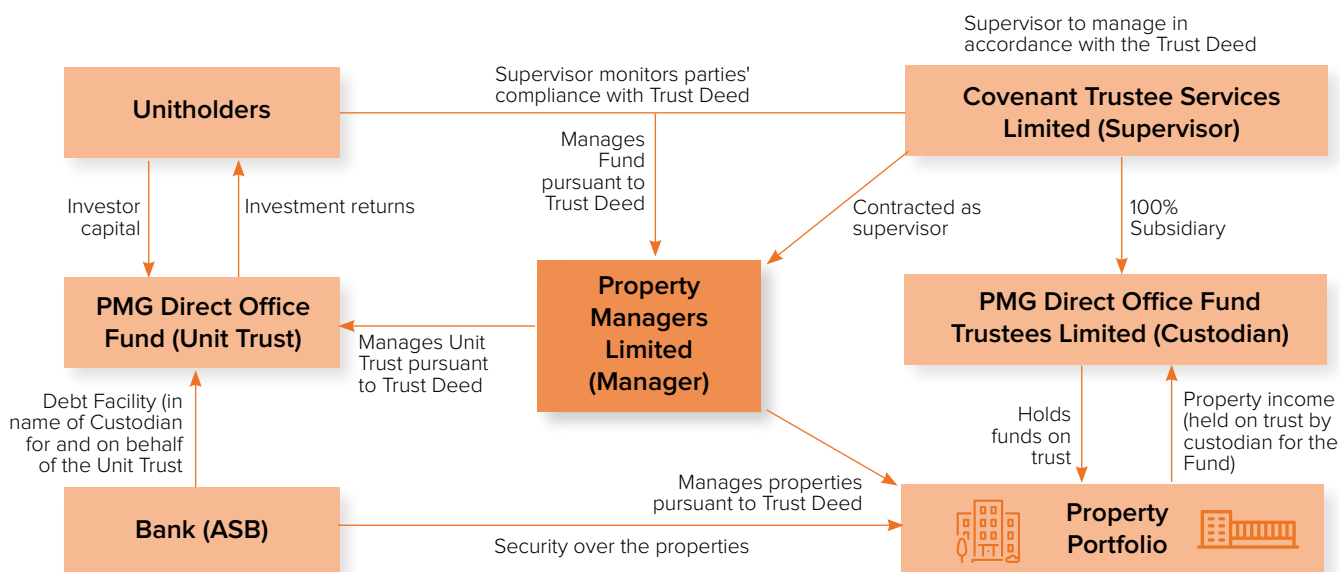 Supervisor to manage in
accordance with the Trust Deed
Unitholders
Supervisor monitors parties'
compliance with Trust Deed
Covenant Trustee Services
Limited (Supervisor)
Manages
Fund
pursuant to
Trust Deed
Investor
capital
Investment returns
Contracted as
supervisor
100%
Subsidiary
PMG Direct Office
Fund (Unit Trust)
Property
Managers
Limited
(Manager)
PMG Direct Office Fund
Trustees Limited (Custodian)
Manages Unit
Trust pursuant
to Trust Deed
Debt Facility (in
name of Custodian
for and on behalf
of the Unit Trust
Holds
funds on
trust
Property income
(held on trust by
custodian for the
Fund)
Manages properties
pursuant to Trust Deed
Bank (ASB)
Security over the properties
Property
Portfolio